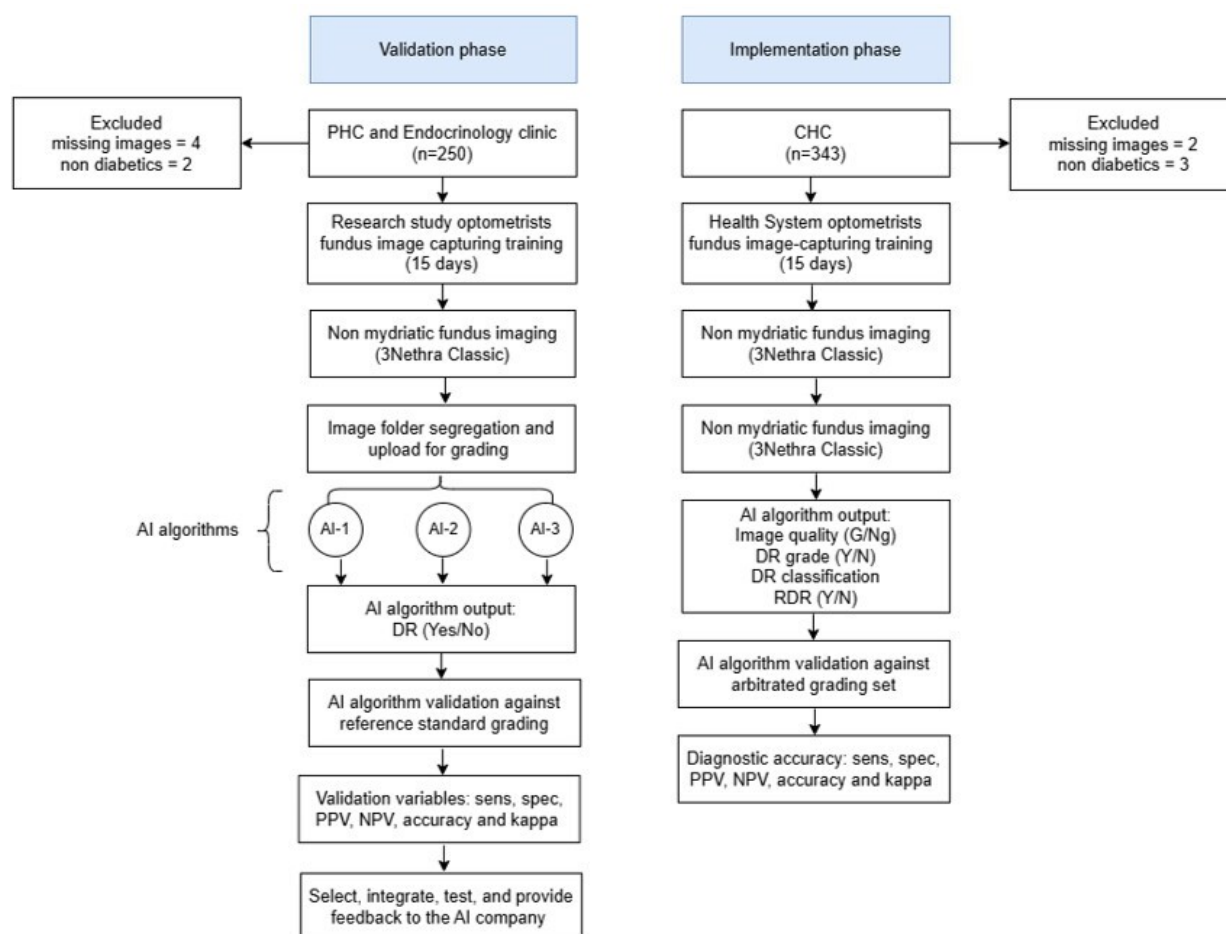 Validation phase
Excluded
missing images = 4
non diabetics = 2
PHC and Endocrinology clinic
(n=250)
Research study optometrists
fundus image capturing training
(15 days)
Non mydriatic fundus imaging
(3Nethra Classic)
Image folder segregation and
upload for grading
AI algorithms
AI-1
AI-2
AI-3
AI algorithm output:
DR (Yes/No)
AI algorithm validation against
reference standard grading
Validation variables: sens, spec,
PPV, NPV, accuracy and kappa
Select, integrate, test, and provide
feedback to the AI company
Implementation phase
CHC
(n=343)
Excluded
missing images = 2
non diabetics = 3
Health System optometrists
fundus image-capturing training
(15 days)
Non mydriatic fundus imaging
(3Nethra Classic)
Non mydriatic fundus imaging
(3Nethra Classic)
AI algorithm output:
Image quality (G/Ng)
DR grade (Y/N)
DR classification
RDR (Y/N)
AI algorithm validation against
arbitrated grading set
Diagnostic accuracy: sens, spec,
PPV, NPV, accuracy and kappa